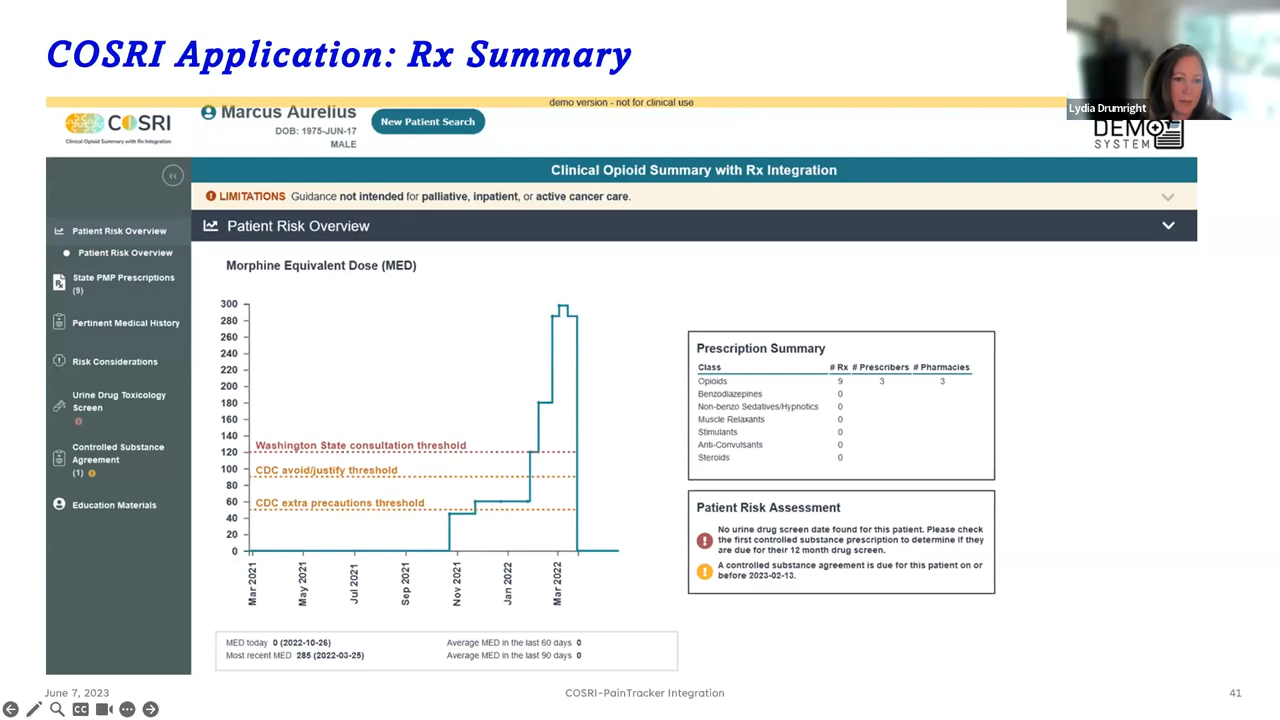 COSRI Application: Rx Summary
Lydia Drumright
demo version - not for clinical use
COSRI
Clinical Opioid Summary with Rx Integration
Marcus Aurelius
DOB: 1975-JUN-17
MALE
New Patient Search
DEMO
SYSTEM
Clinical Opioid Summary with Rx Integration
LIMITATIONS Guidance not intended for palliative, inpatient, or active cancer care.
Patient Risk Overview
Patient Risk Overview
Patient Risk Overview
State PMP Prescriptions
(9)
Pertinent Medical History
Risk Considerations
Urine Drug Toxicology
Screen
Controlled Substance
Agreement
(1)
Education Materials
Morphine Equivalent Dose (MED)
300
280
260
240
220
200
180
160
140
120
100
80
60
40
20
0
Washington State consultation threshold
CDC avoid/justify threshold
CDC extra precautions threshold
Mar 2021
May 2021
Jul 2021
Sep 2021
Nov 2021
Jan 2022
Mar 2022
MED today 0 (2022-10-26)
Most recent MED 285 (2022-03-25)
Average MED in the last 60 days 0
Average MED in the last 90 days 0
Prescription Summary
Class # Rx # Prescribers # Pharmacies
Opioids 9 3 3
Benzodiazepines 0
Non-benzo Sedatives/Hypnotics 0
Muscle Relaxants 0
Stimulants 0
Anti-Convulsants 0
Steroids 0
Patient Risk Assessment
No urine drug screen date found for this patient. Please check
the first controlled substance prescription to determine if they
are due for their 12 month drug screen.
A controlled substance agreement is due for this patient on or
before 2023-02-13.
June 7, 2023
COSRI-PainTracker Integration
41
CC